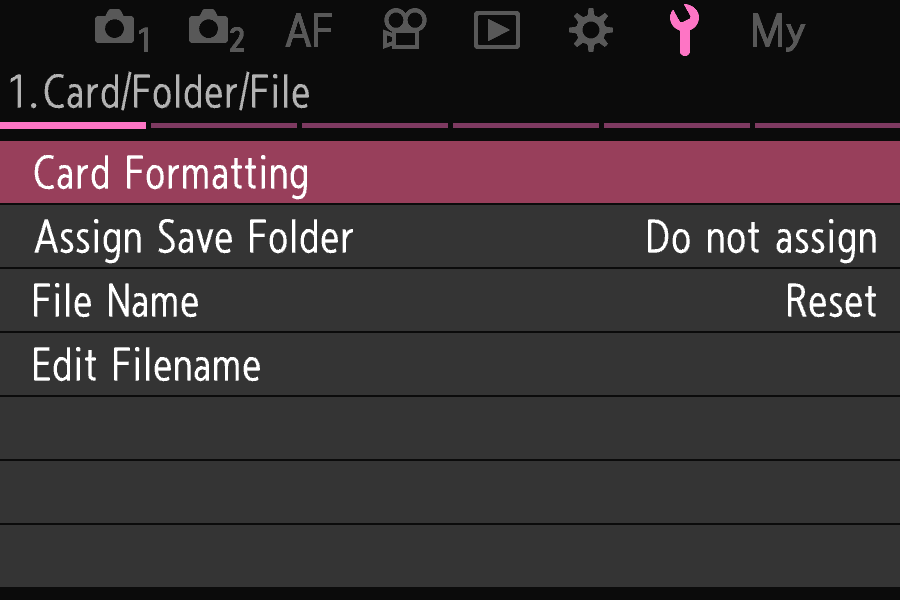 1 2 AF My
1. Card/Folder/File
Card Formatting
Assign Save Folder Do not assign
File Name Reset
Edit Filename